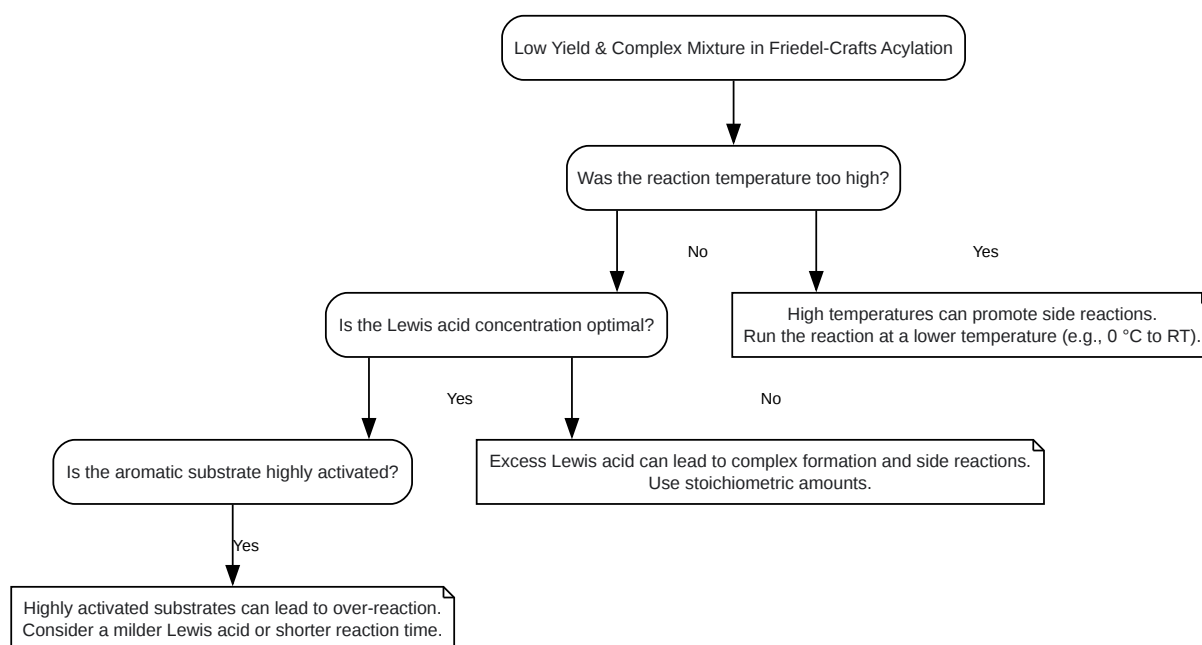 Low Yield & Complex Mixture in Friedel-Crafts Acylation
Was the reaction temperature too high?
No
Yes
Is the Lewis acid concentration optimal?
High temperatures can promote side reactions.
Run the reaction at a lower temperature (e.g., 0 °C to RT).
Yes
No
Is the aromatic substrate highly activated?
Excess Lewis acid can lead to complex formation and side reactions.
Use stoichiometric amounts.
Yes
Highly activated substrates can lead to over-reaction.
Consider a milder Lewis acid or shorter reaction time.